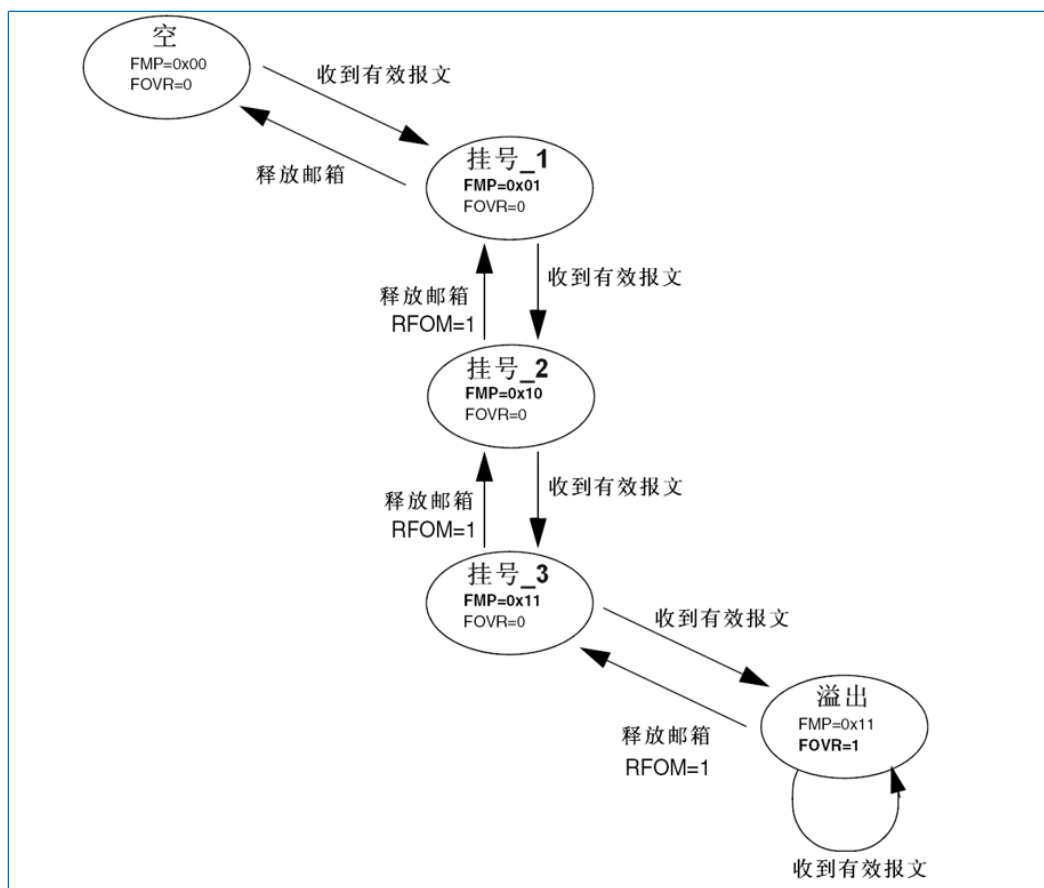 空
FMP=0x00
FOVR=0
收到有效报文
释放邮箱
挂号_1
FMP=0x01
FOVR=0
收到有效报文
释放邮箱
RFOM=1
挂号_2
FMP=0x10
FOVR=0
收到有效报文
释放邮箱
RFOM=1
挂号_3
FMP=0x11
FOVR=0
收到有效报文
溢出
FMP=0x11
FOVR=1
释放邮箱
RFOM=1
收到有效报文